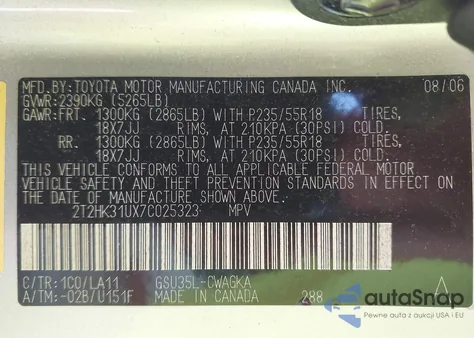 MFD.BY:TOYOTA MOTOR MANUFACTURING CANADA INC. 08/06
GVWR:2390KG (5265LB)
GAWR:FRT. 1300KG (2865LB) WITH P235/55R18
18X7JJ RIMS, AT 210KPA (30PSI) COLD.
RR. 1300KG (2865LB) WITH P235/55R18
18X7JJ RIMS, AT 210KPA (30PSI) COLD.
THIS VEHICLE CONFORMS TO ALL APPLICABLE FEDERAL MOTOR
VEHICLE SAFETY AND THEFT PREVENTION STANDARDS IN EFFECT ON
THE DATE OF MANUFACTURE SHOWN ABOVE.
2T2HK31UX7C025323 MPV
C/TR:1C0/LA11 GSU35L-CWAGKA
A/TM:-02B/U151F MADE IN CANADA 288 A
autoSnap
Pewne auta z aukcji USA i EU